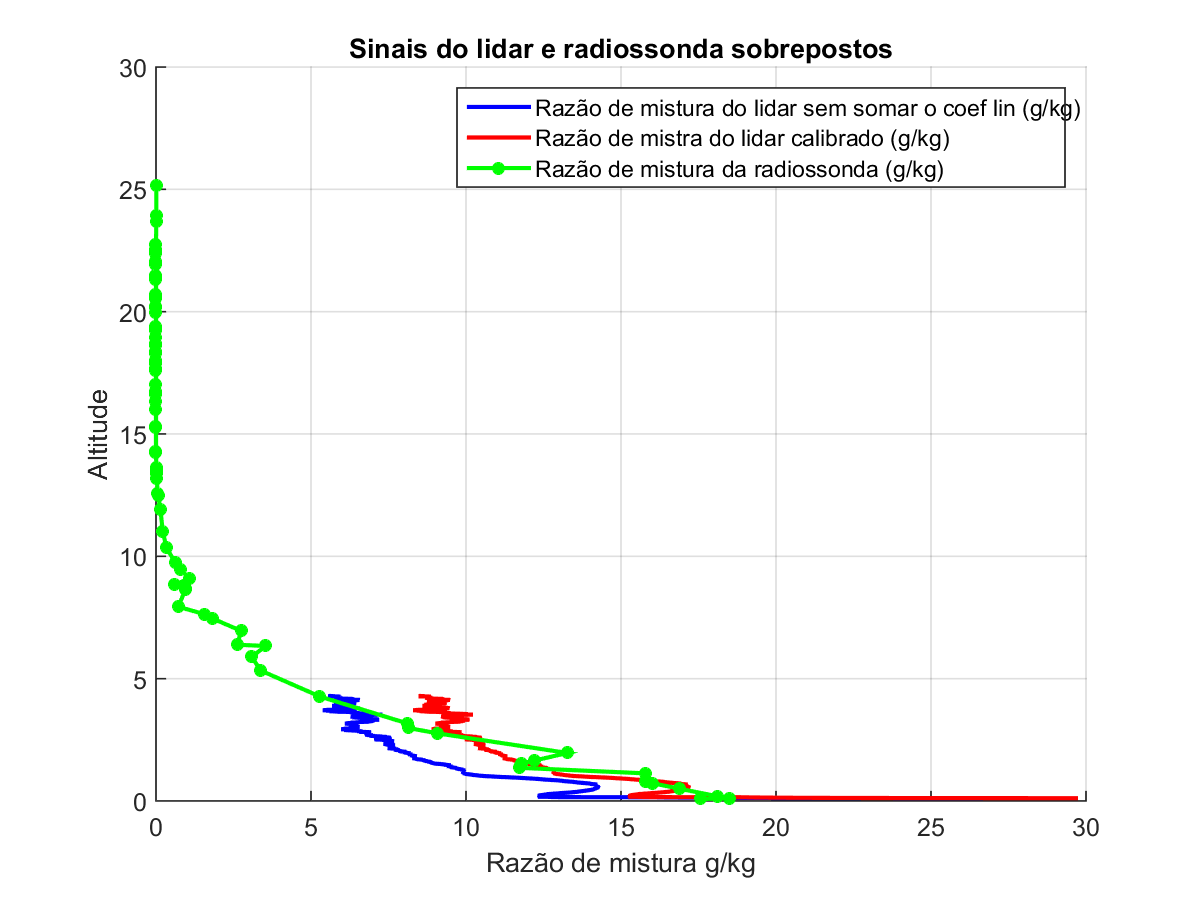 Sinais do lidar e radiossonda sobrepostos
30
Razão de mistura do lidar sem somar o coef lin (g/kg)
Razão de mistra do lidar calibrado (g/kg)
Razão de mistura da radiossonda (g/kg)
25
20
15
Altitude
10
5
0
0 5 10 15 20 25 30
Razão de mistura g/kg